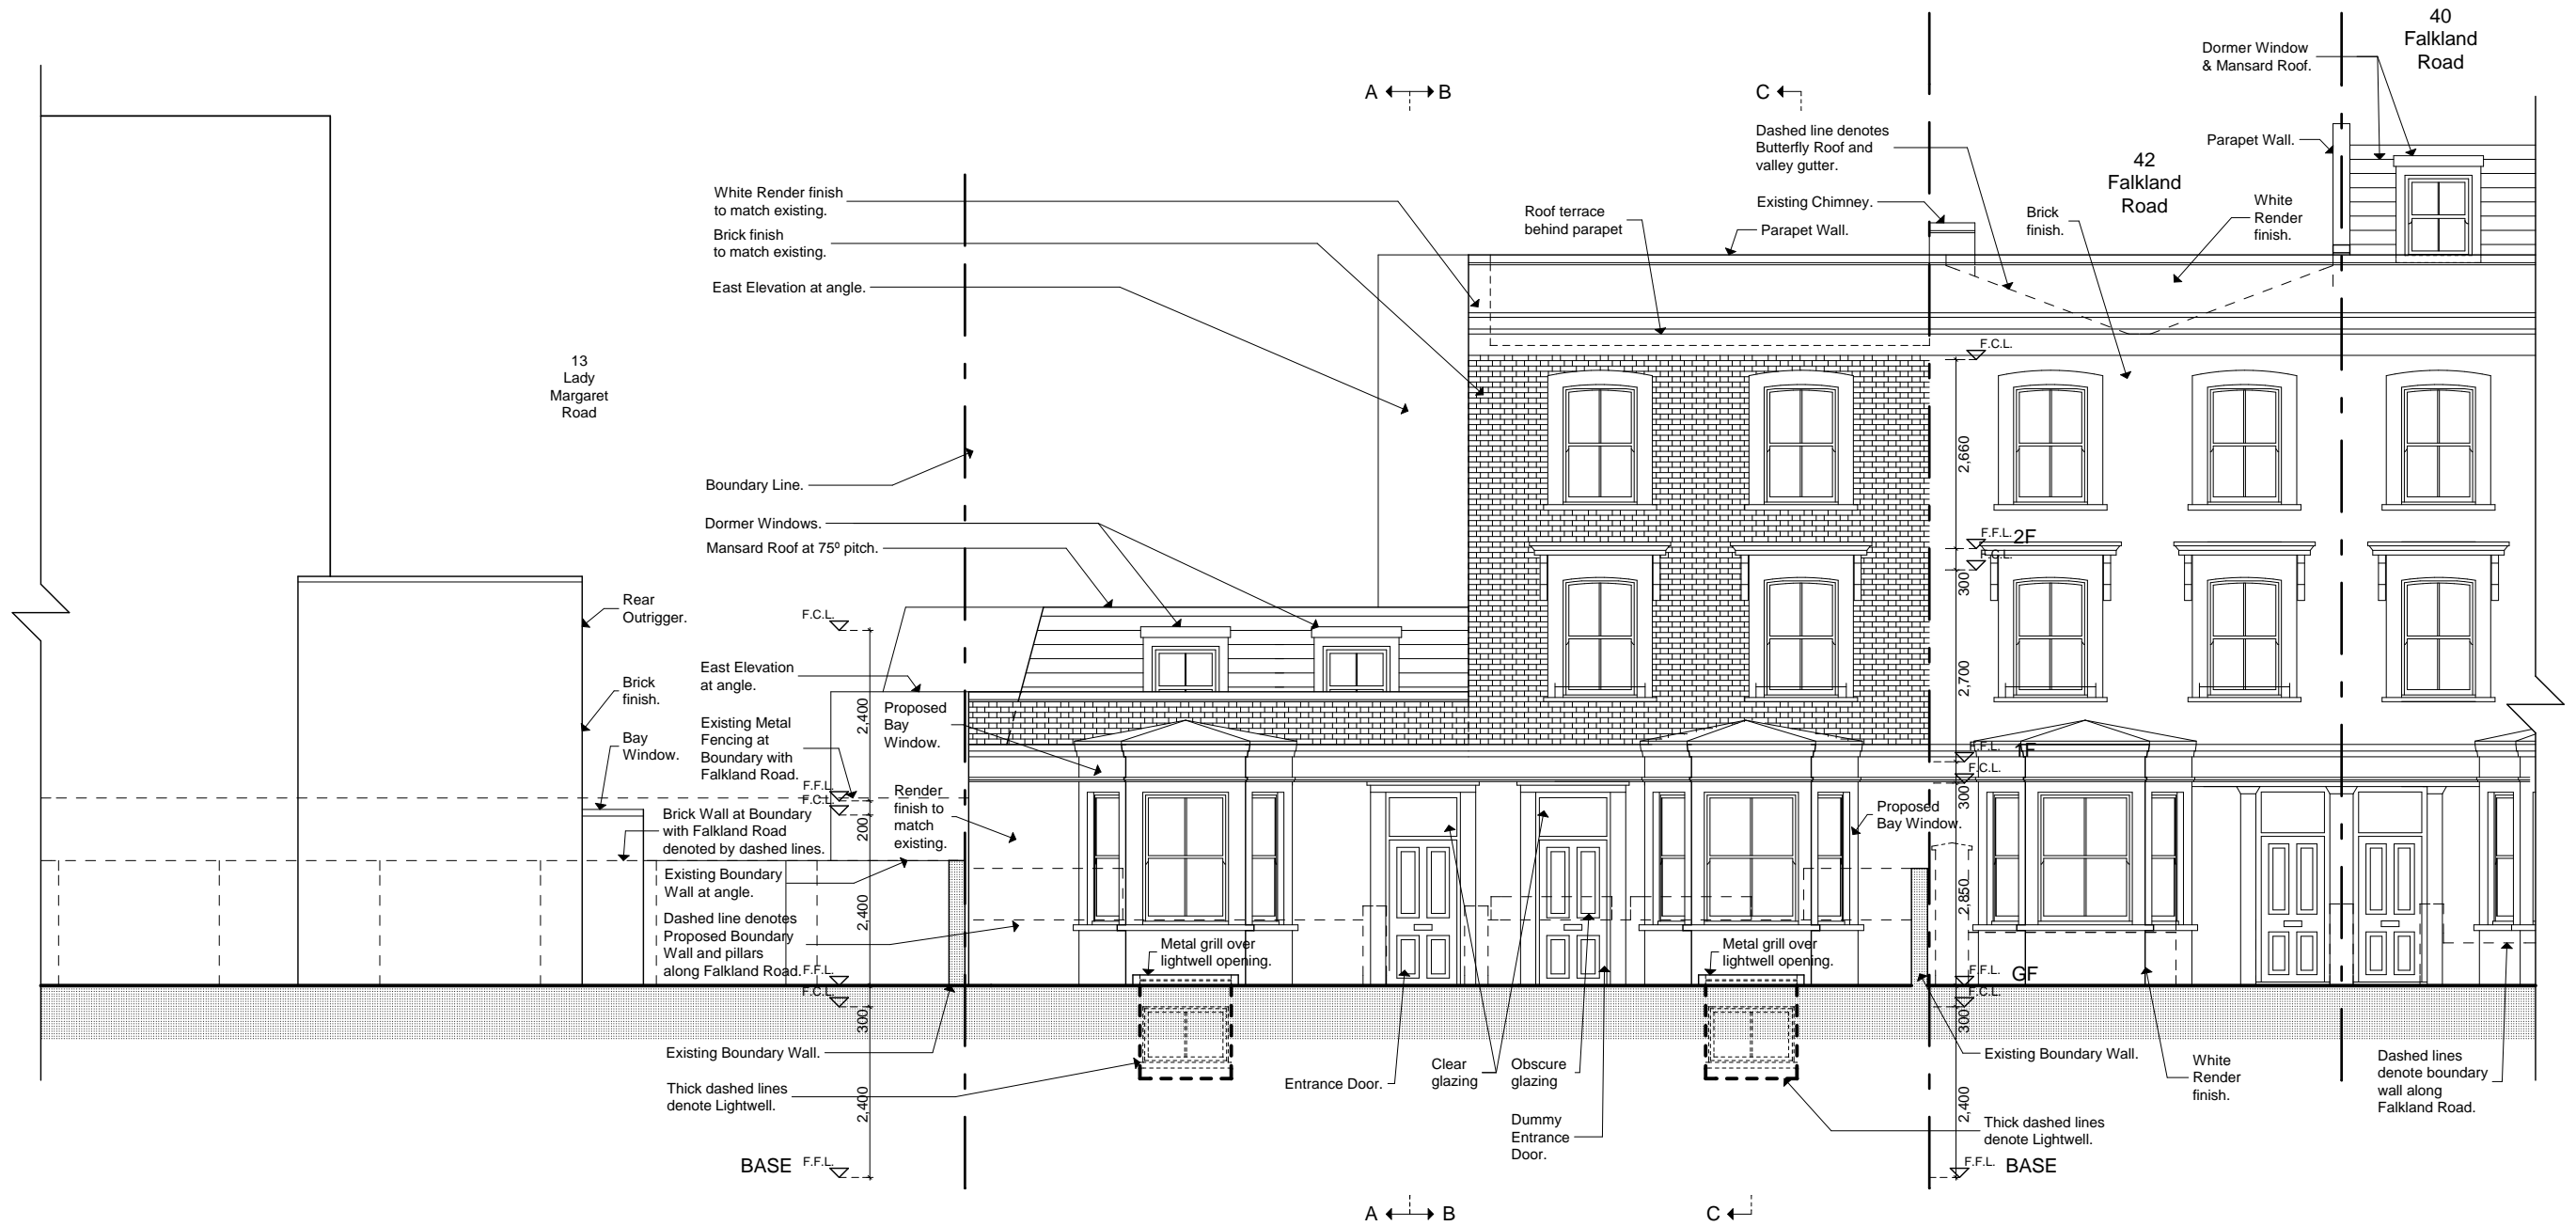 40
Falkland
Road
Dormer Window
& Mansard Roof.
A
B
C
Dashed line denotes
Butterfly Roof and
valley gutter.
Parapet Wall.
42
Falkland
Road
White Render finish
to match existing.
Existing Chimney.
Roof terrace
behind parapet
Parapet Wall.
Brick
finish.
White
Render
finish.
Brick finish
to match existing.
East Elevation at angle.
13
Lady
Margaret
Road
F.C.L.
2,660
Boundary Line.
Dormer Windows.
Mansard Roof at 75º pitch.
F.F.L.
2F
F.C.L.
300
Rear
Outrigger.
F.C.L.
East Elevation
at angle.
Brick
finish.
2,700
2,400
Proposed
Bay
Window.
Existing Metal
Fencing at
Boundary with
Falkland Road.
Bay
Window.
F.F.L.
1F
F.C.L.
300
F.F.L.
F.C.L.
200
Render
finish to
match
existing.
Proposed
Bay Window.
Brick Wall at Boundary
with Falkland Road
denoted by dashed lines.
Existing Boundary
Wall at angle.
2,400
2,850
Dashed line denotes
Proposed Boundary
Wall and pillars
along Falkland Road.
Metal grill over
lightwell opening.
Metal grill over
lightwell opening.
F.F.L.
F.C.L.
300
F.F.L.
GF
F.C.L.
300
Existing Boundary Wall.
Thick dashed lines
denote Lightwell.
2,400
Entrance Door.
Clear
glazing
Obscure
glazing
Dummy
Entrance
Door.
Existing Boundary Wall.
White
Render
finish.
Dashed lines
denote boundary
wall along
Falkland Road.
2,400
Thick dashed lines
denote Lightwell.
BASE
F.F.L.
F.F.L.
BASE
A
B
C